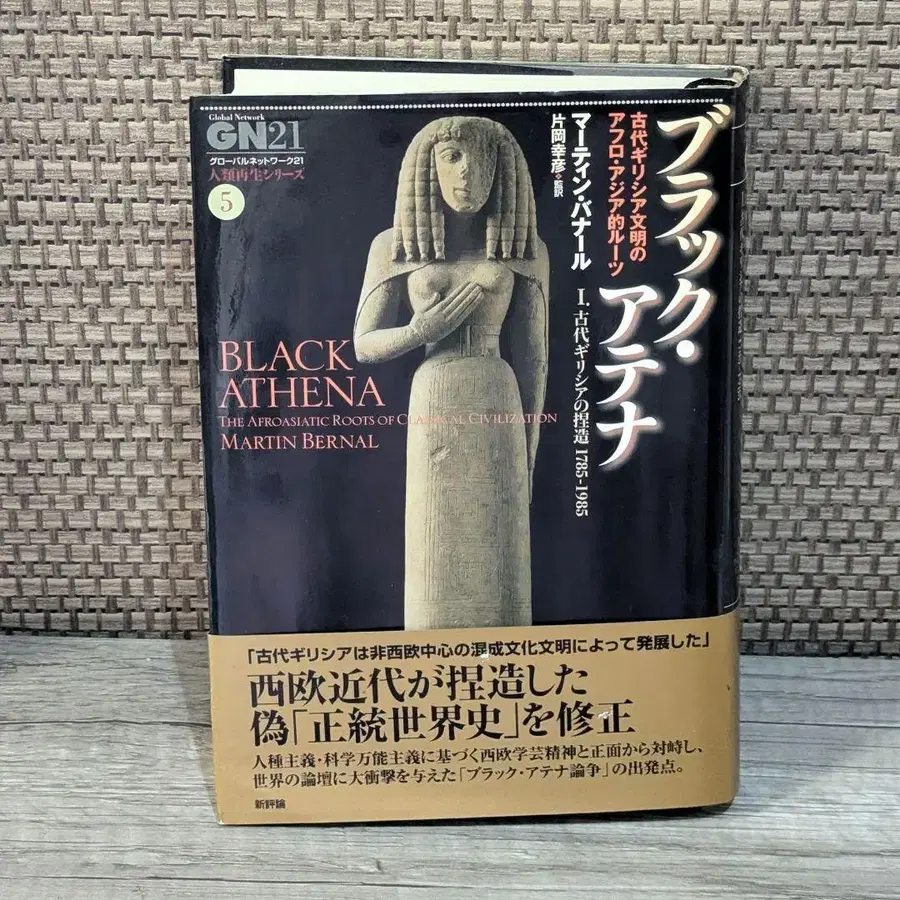 Global Network
GN21
グローバルネットワーク21
人類再生シリーズ
5
ブラック・
アテナ
古代ギリシア文明の
アフロ・アジア的ルーツ
マーティン・バナール
片岡幸彦・監訳
I. 古代ギリシアの捏造 1785-1985
BLACK
ATHENA
THE AFROASIATIC ROOTS OF CLASSICAL CIVILIZATION
MARTIN BERNAL
「古代ギリシアは非西欧中心の混成文化文明によって発展した」
西欧近代が捏造した
偽「正統世界史」を修正
人種主義・科学万能主義に基づく西欧学芸精神と正面から対峙し、
世界の論壇に大衝撃を与えた「ブラック・アテナ論争」の出発点。
新評論